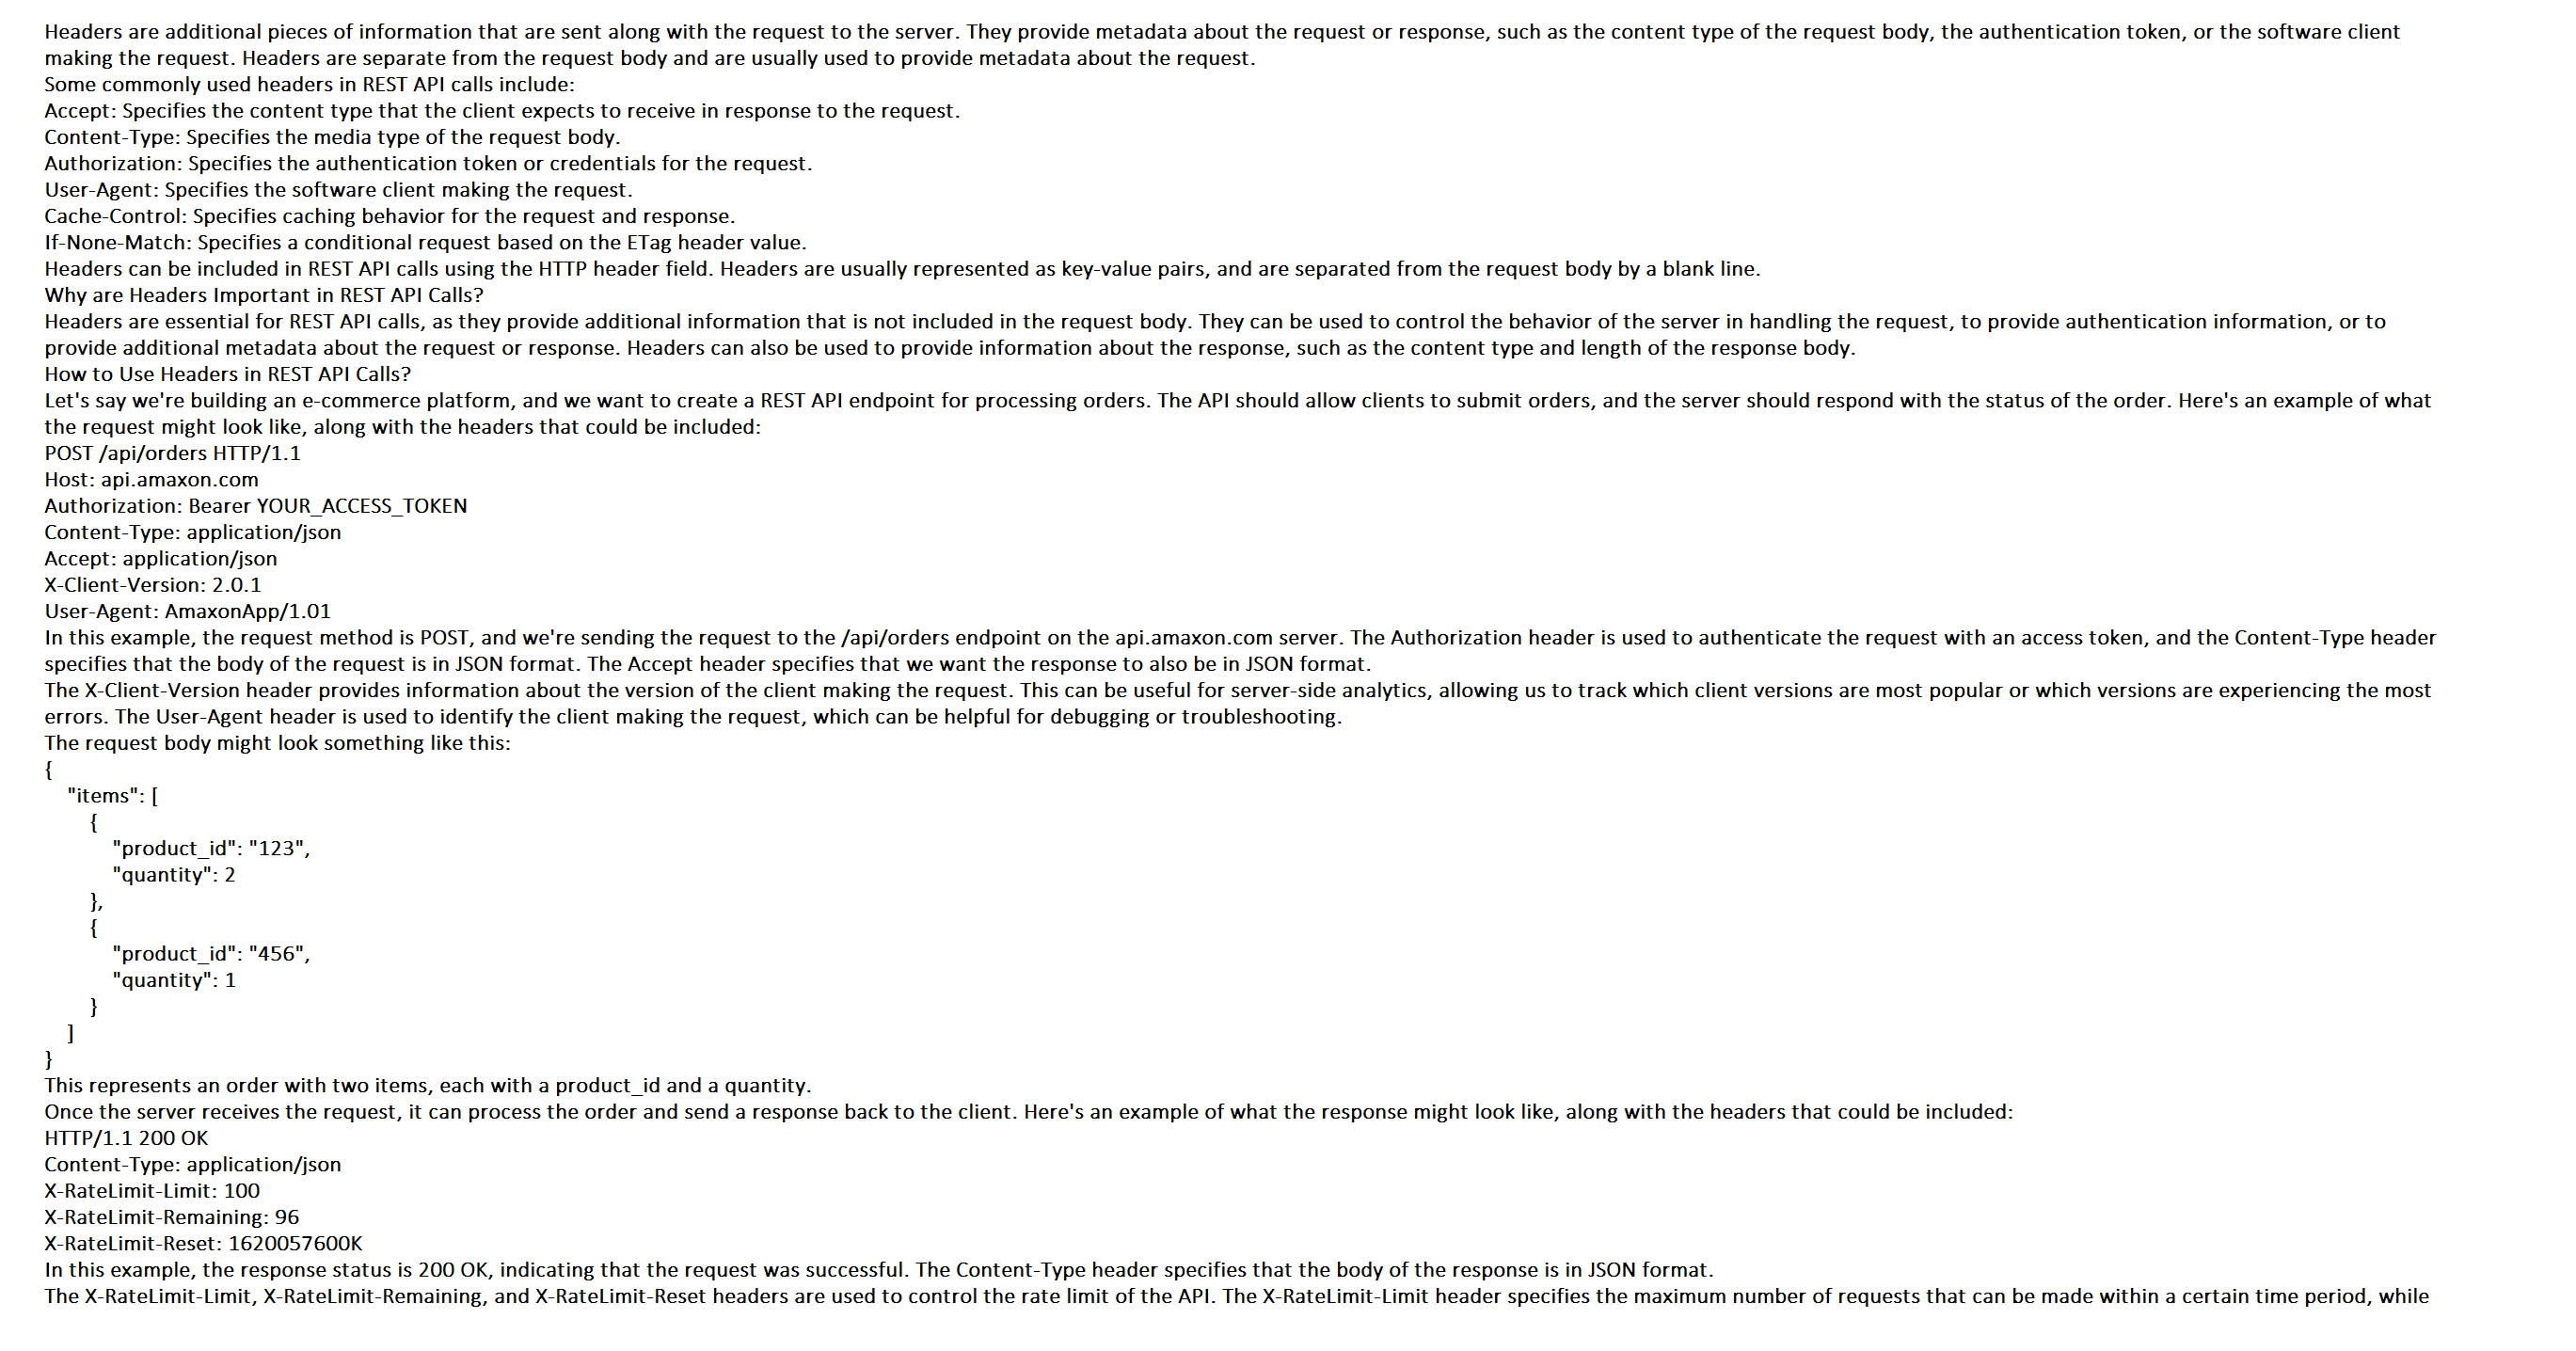 Headers are additional pieces of information that are sent along with the request to the server. They provide metadata about the request or response, such as the content type of the request body, the authentication token, or the software client
making the request. Headers are separate from the request body and are usually used to provide metadata about the request.
Some commonly used headers in REST API calls include:
Accept: Specifies the content type that the client expects to receive in response to the request.
Content-Type: Specifies the media type of the request body.
Authorization: Specifies the authentication token or credentials for the request.
User-Agent: Specifies the software client making the request.
Cache-Control: Specifies caching behavior for the request and response.
If-None-Match: Specifies a conditional request based on the ETag header value.
Headers can be included in REST API calls using the HTTP header field. Headers are usually represented as key-value pairs, and are separated from the request body by a blank line.
Why are Headers Important in REST API Calls?
Headers are essential for REST API calls, as they provide additional information that is not included in the request body. They can be used to control the behavior of the server in handling the request, to provide authentication information, or to
provide additional metadata about the request or response. Headers can also be used to provide information about the response, such as the content type and length of the response body.
How to Use Headers in REST API Calls?
Let's say we're building an e-commerce platform, and we want to create a REST API endpoint for processing orders. The API should allow clients to submit orders, and the server should respond with the status of the order. Here's an example of what
the request might look like, along with the headers that could be included:
POST /api/orders HTTP/1.1
Host: api.amaxon.com
Authorization: Bearer YOUR_ACCESS_TOKEN
Content-Type: application/json
Accept: application/json
X-Client-Version: 2.0.1
User-Agent: AmaxonApp/1.01
In this example, the request method is POST, and we're sending the request to the /api/orders endpoint on the api.amaxon.com server. The Authorization header is used to authenticate the request with an access token, and the Content-Type header
specifies that the body of the request is in JSON format. The Accept header specifies that we want the response to also be in JSON format.
The X-Client-Version header provides information about the version of the client making the request. This can be useful for server-side analytics, allowing us to track which client versions are most popular or which versions are experiencing the most
errors. The User-Agent header is used to identify the client making the request, which can be helpful for debugging or troubleshooting.
The request body might look something like this:
{
"items": [
{
"product_id": "123",
"quantity": 2
},
{
"product_id": "456",
"quantity": 1
}
]
}
This represents an order with two items, each with a product_id and a quantity.
Once the server receives the request, it can process the order and send a response back to the client. Here's an example of what the response might look like, along with the headers that could be included:
HTTP/1.1 200 OK
Content-Type: application/json
X-RateLimit-Limit: 100
X-RateLimit-Remaining: 96
X-RateLimit-Reset: 1620057600K
In this example, the response status is 200 OK, indicating that the request was successful. The Content-Type header specifies that the body of the response is in JSON format.
The X-RateLimit-Limit, X-RateLimit-Remaining, and X-RateLimit-Reset headers are used to control the rate limit of the API. The X-RateLimit-Limit header specifies the maximum number of requests that can be made within a certain time period, while